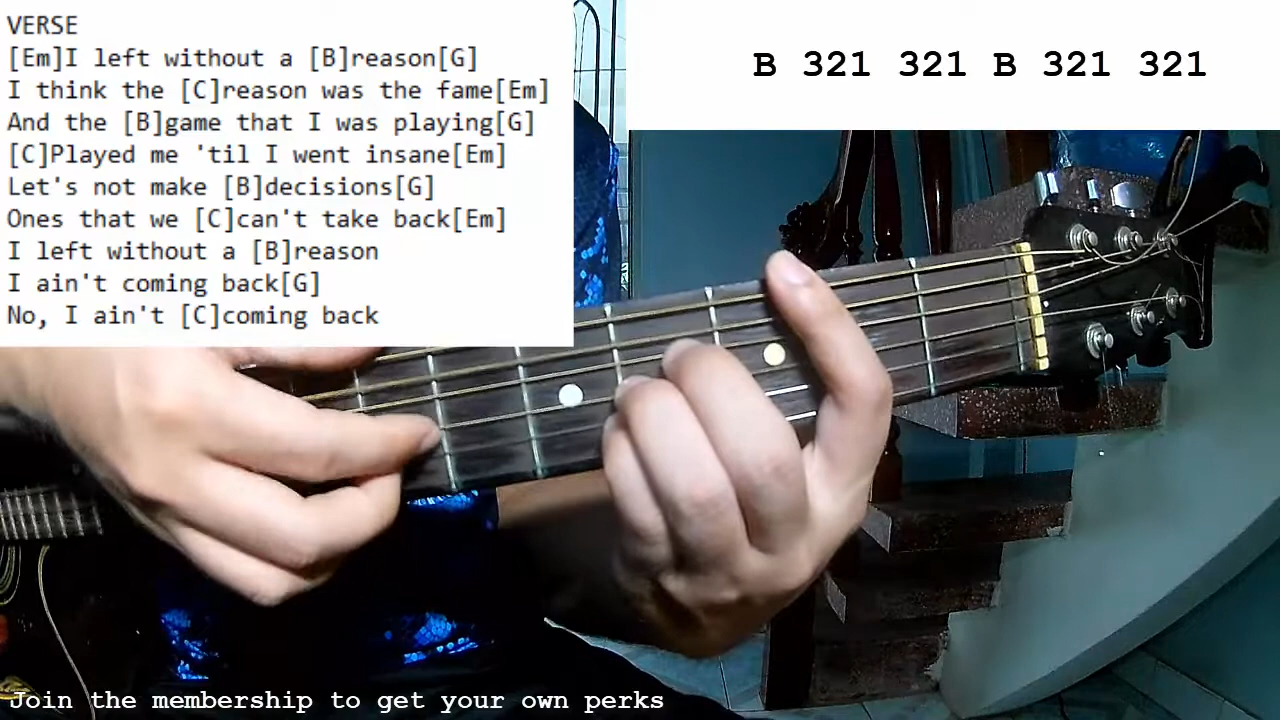 VERSE
[Em]I left without a [B]reason[G]
I think the [C]reason was the fame[Em]
And the [B]game that I was playing[G]
[C]Played me 'til I went insane[Em]
Let's not make [B]decisions[G]
Ones that we [C]can't take back[Em]
I left without a [B]reason
I ain't coming back[G]
No, I ain't [C]coming back
B 321 321 B 321 321
Join the membership to get your own perks